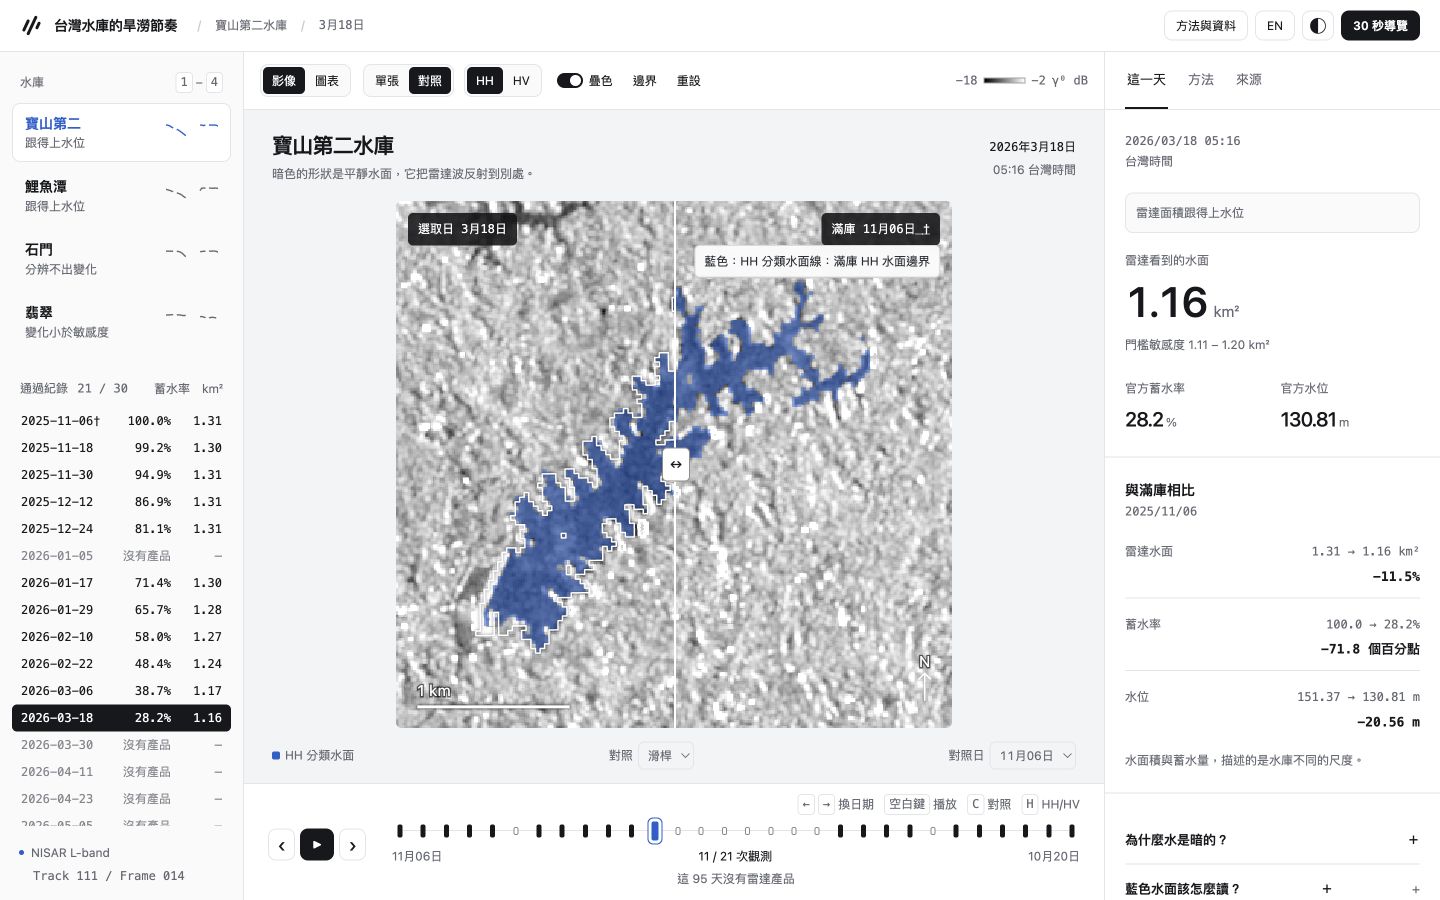 台灣水庫的旱澇節奏 / 寶山第二水庫 / 3月18日
方法與資料 EN 30 秒導覽
水庫 1 – 4
寶山第二
跟得上水位
鯉魚潭
跟得上水位
石門
分辨不出變化
翡翠
變化小於敏感度
通過紀錄 21 / 30 蓄水率 km²
2025-11-06† 100.0% 1.31
2025-11-18 99.2% 1.30
2025-11-30 94.9% 1.31
2025-12-12 86.9% 1.31
2025-12-24 81.1% 1.31
2026-01-05 沒有產品 —
2026-01-17 71.4% 1.30
2026-01-29 65.7% 1.28
2026-02-10 58.0% 1.27
2026-02-22 48.4% 1.24
2026-03-06 38.7% 1.17
2026-03-18 28.2% 1.16
2026-03-30 沒有產品 —
2026-04-11 沒有產品 —
2026-04-23 沒有產品 —
2026-05-05 沒有產品 —
NISAR L-band
Track 111 / Frame 014
影像 圖表 單張 對照 HH HV 疊色 邊界 重設
−18 −2 γ⁰ dB
寶山第二水庫
暗色的形狀是平靜水面，它把雷達波反射到別處。
2026年3月18日
05:16 台灣時間
選取日 3月18日
滿庫 11月06日 †
藍色：HH 分類水面線：滿庫 HH 水面邊界
1 km
N
HH 分類水面
對照 滑桿
對照日 11月06日
← → 換日期 空白鍵 播放 C 對照 H HH/HV
11月06日
11 / 21 次觀測
10月20日
這 95 天沒有雷達產品
這一天 方法 來源
2026/03/18 05:16
台灣時間
雷達面積跟得上水位
雷達看到的水面
1.16 km²
門檻敏感度 1.11 – 1.20 km²
官方蓄水率 官方水位
28.2% 130.81m
與滿庫相比
2025/11/06
雷達水面 1.31 → 1.16 km²
−11.5%
蓄水率 100.0 → 28.2%
−71.8 個百分點
水位 151.37 → 130.81 m
−20.56 m
水面積與蓄水量，描述的是水庫不同的尺度。
為什麼水是暗的？ +
藍色水面該怎麼讀？ + +